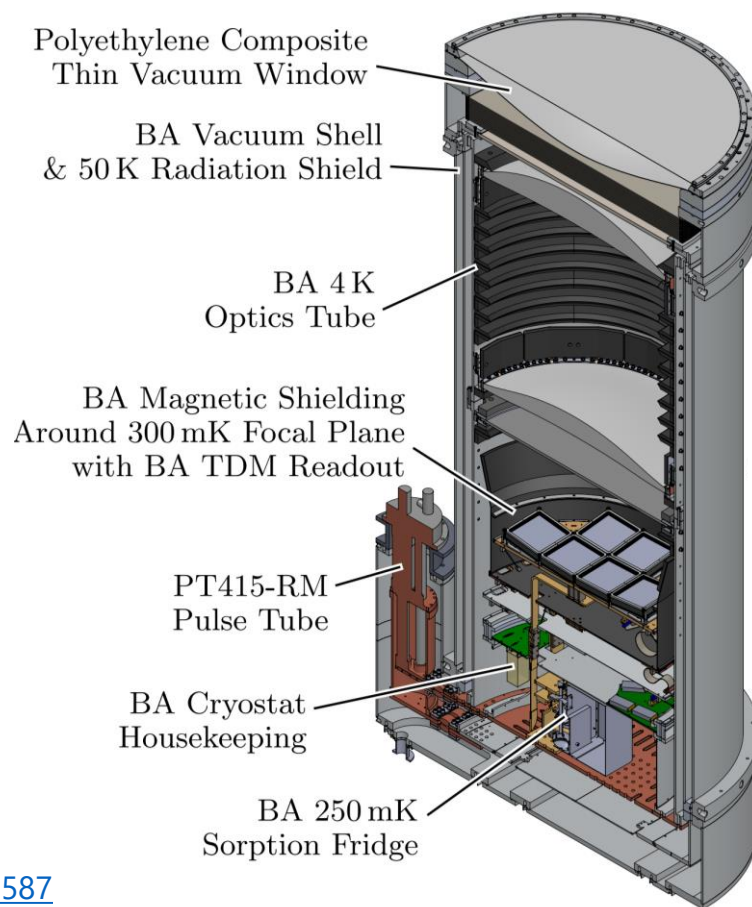 Polyethylene Composite
Thin Vacuum Window
BA Vacuum Shell
& 50 K Radiation Shield
BA 4 K
Optics Tube
BA Magnetic Shielding
Around 300 mK Focal Plane
with BA TDM Readout
PT415-RM
Pulse Tube
BA Cryostat
Housekeeping
BA 250 mK
Sorption Fridge
587